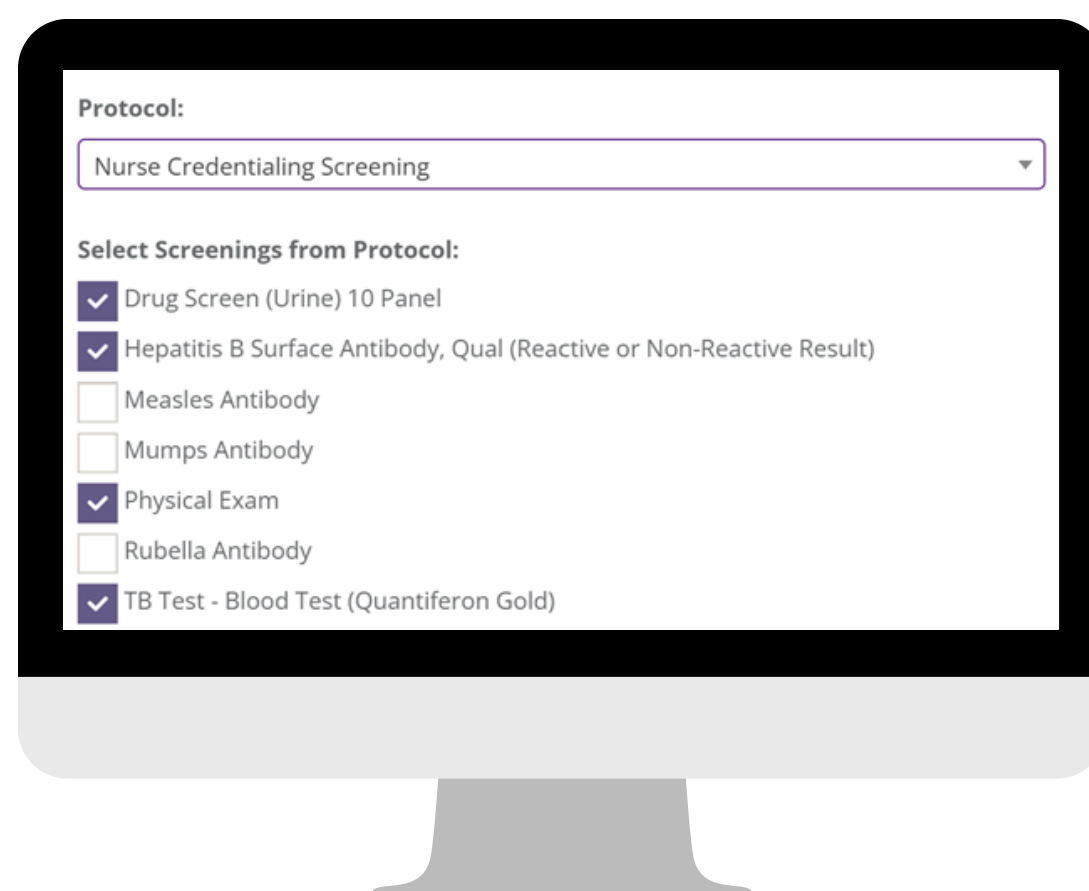 Protocol:
Nurse Credentialing Screening
Select Screenings from Protocol:
Drug Screen (Urine) 10 Panel
Hepatitis B Surface Antibody, Qual (Reactive or Non-Reactive Result)
Measles Antibody
Mumps Antibody
Physical Exam
Rubella Antibody
TB Test - Blood Test (Quantiferon Gold)